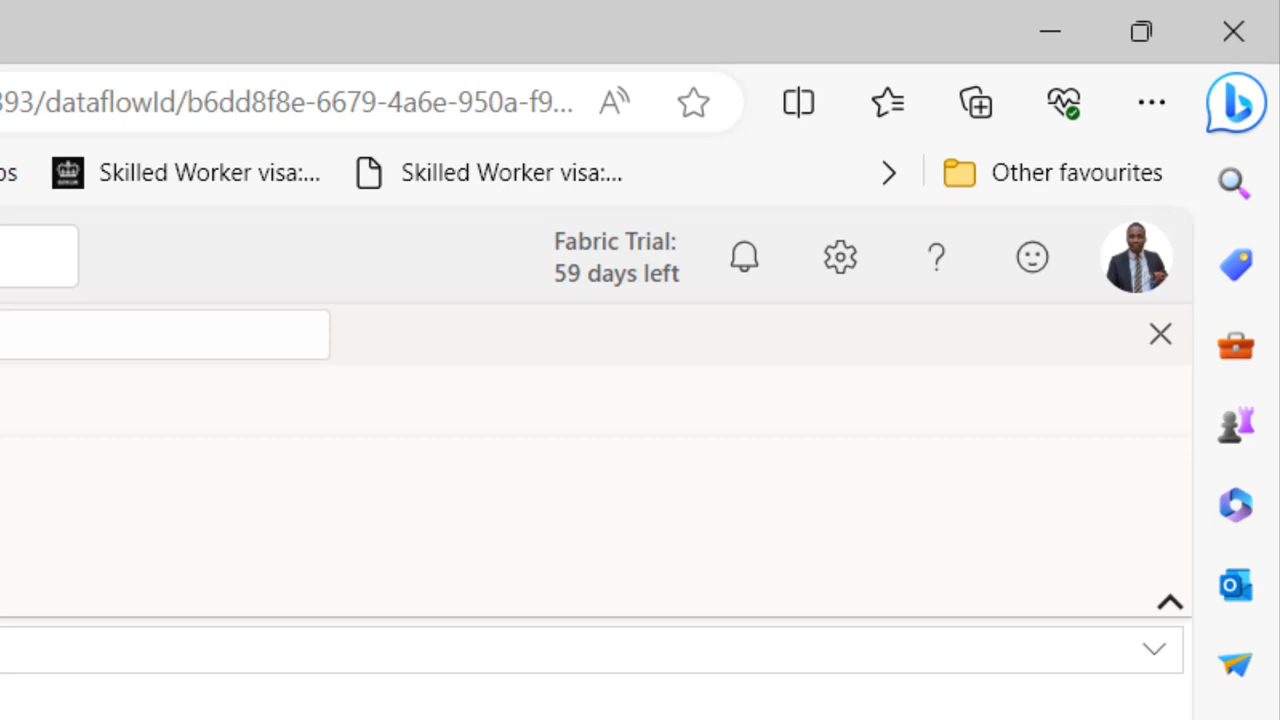 393/dataflowId/b6dd8f8e-6679-4a6e-950a-f9...
os Skilled Worker visa:... Skilled Worker visa:... Other favourites
Fabric Trial:
59 days left